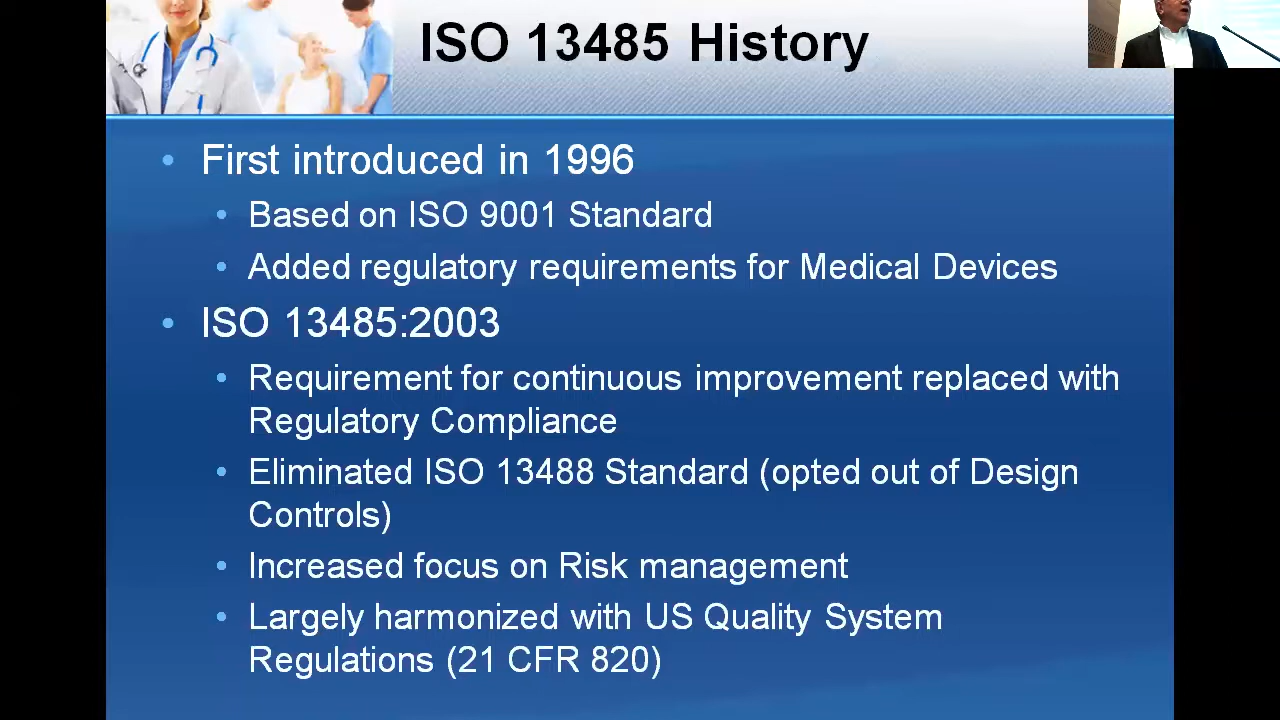 ISO 13485 History
• First introduced in 1996
• Based on ISO 9001 Standard
• Added regulatory requirements for Medical Devices
• ISO 13485:2003
• Requirement for continuous improvement replaced with
Regulatory Compliance
• Eliminated ISO 13488 Standard (opted out of Design
Controls)
• Increased focus on Risk management
• Largely harmonized with US Quality System
Regulations (21 CFR 820)